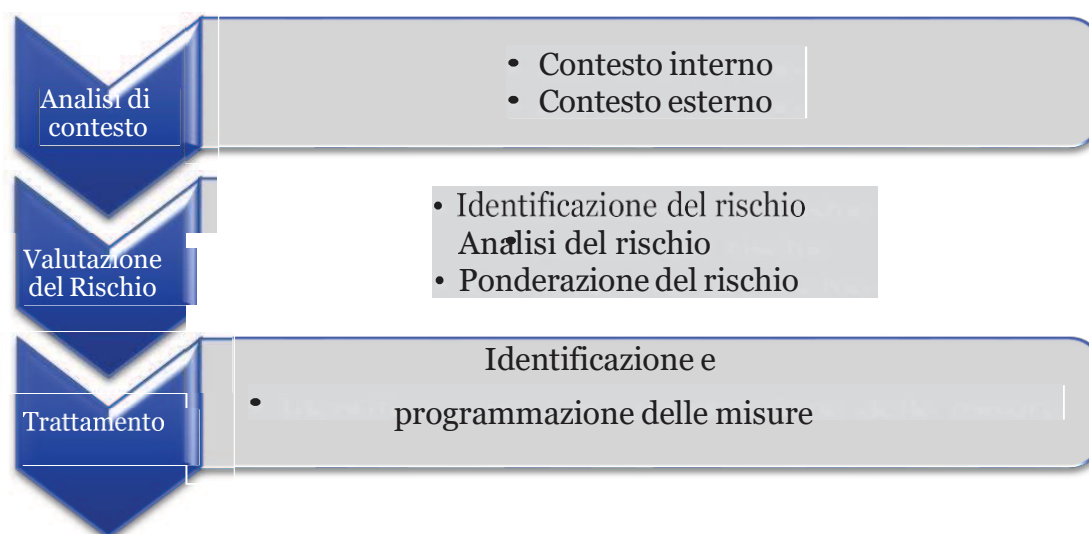 Analisi di
contesto
• Contesto interno
• Contesto esterno
Valutazione
del Rischio
• Identificazione del rischio
• Analisi del rischio
• Ponderazione del rischio
Trattamento
• Identificazione e
programmazione delle misure